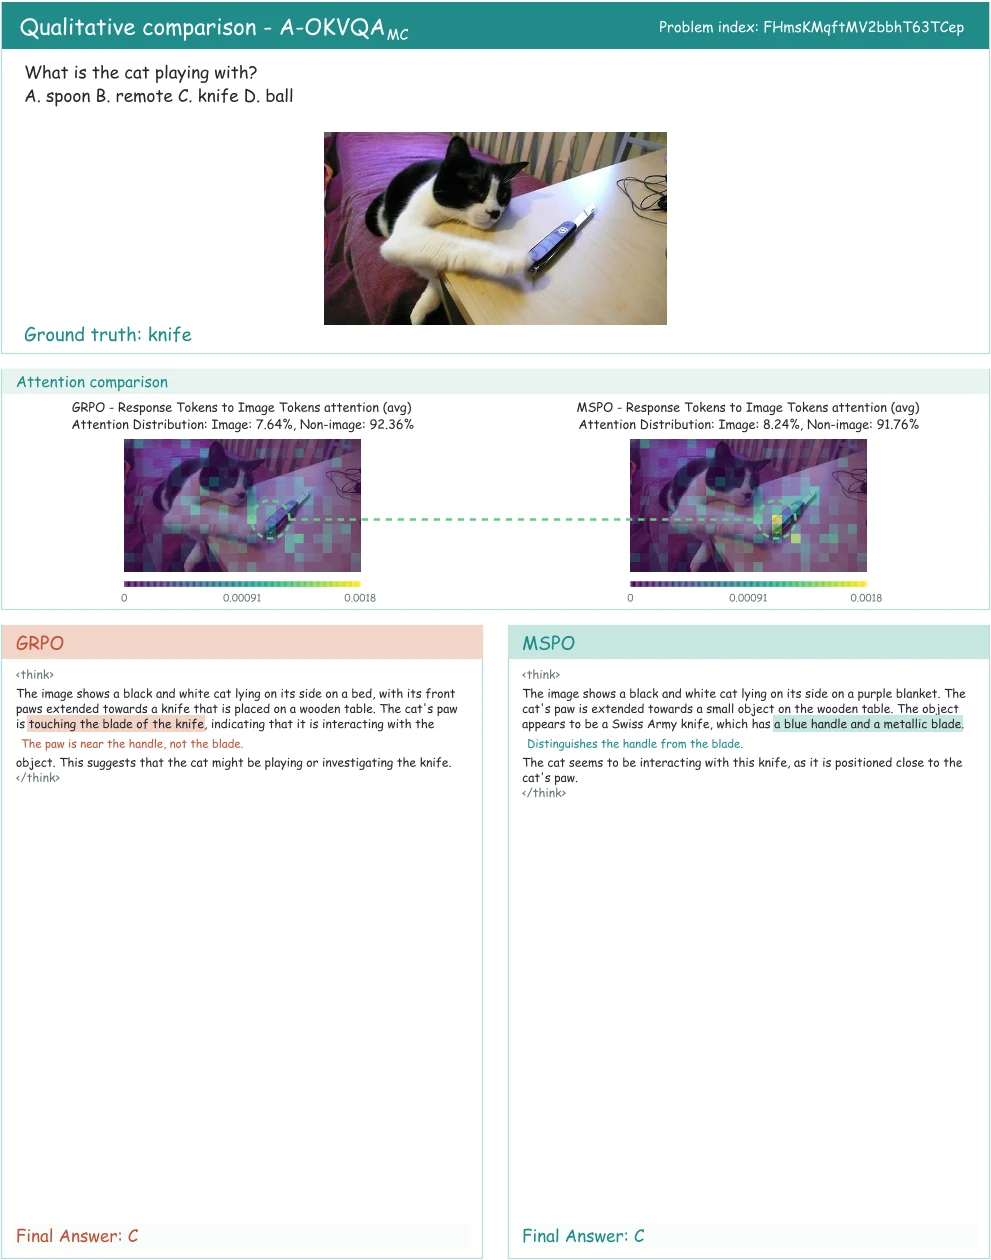 Qualitative comparison - A-OKVQA_MC
Problem index: FHmsKMqftMV2bbhT63TCep
What is the cat playing with?
A. spoon B. remote C. knife D. ball
Ground truth: knife
Attention comparison
GRPO - Response Tokens to Image Tokens attention (avg)
Attention Distribution: Image: 7.64%, Non-image: 92.36%
0 0.00091 0.0018
MSPO - Response Tokens to Image Tokens attention (avg)
Attention Distribution: Image: 8.24%, Non-image: 91.76%
0 0.00091 0.0018
GRPO
<think>
The image shows a black and white cat lying on its side on a bed, with its front
paws extended towards a knife that is placed on a wooden table. The cat's paw
is touching the blade of the knife, indicating that it is interacting with the
The paw is near the handle, not the blade.
object. This suggests that the cat might be playing or investigating the knife.
</think>
Final Answer: C
MSPO
<think>
The image shows a black and white cat lying on its side on a purple blanket. The
cat's paw is extended towards a small object on the wooden table. The object
appears to be a Swiss Army knife, which has a blue handle and a metallic blade.
Distinguishes the handle from the blade.
The cat seems to be interacting with this knife, as it is positioned close to the
cat's paw.
</think>
Final Answer: C